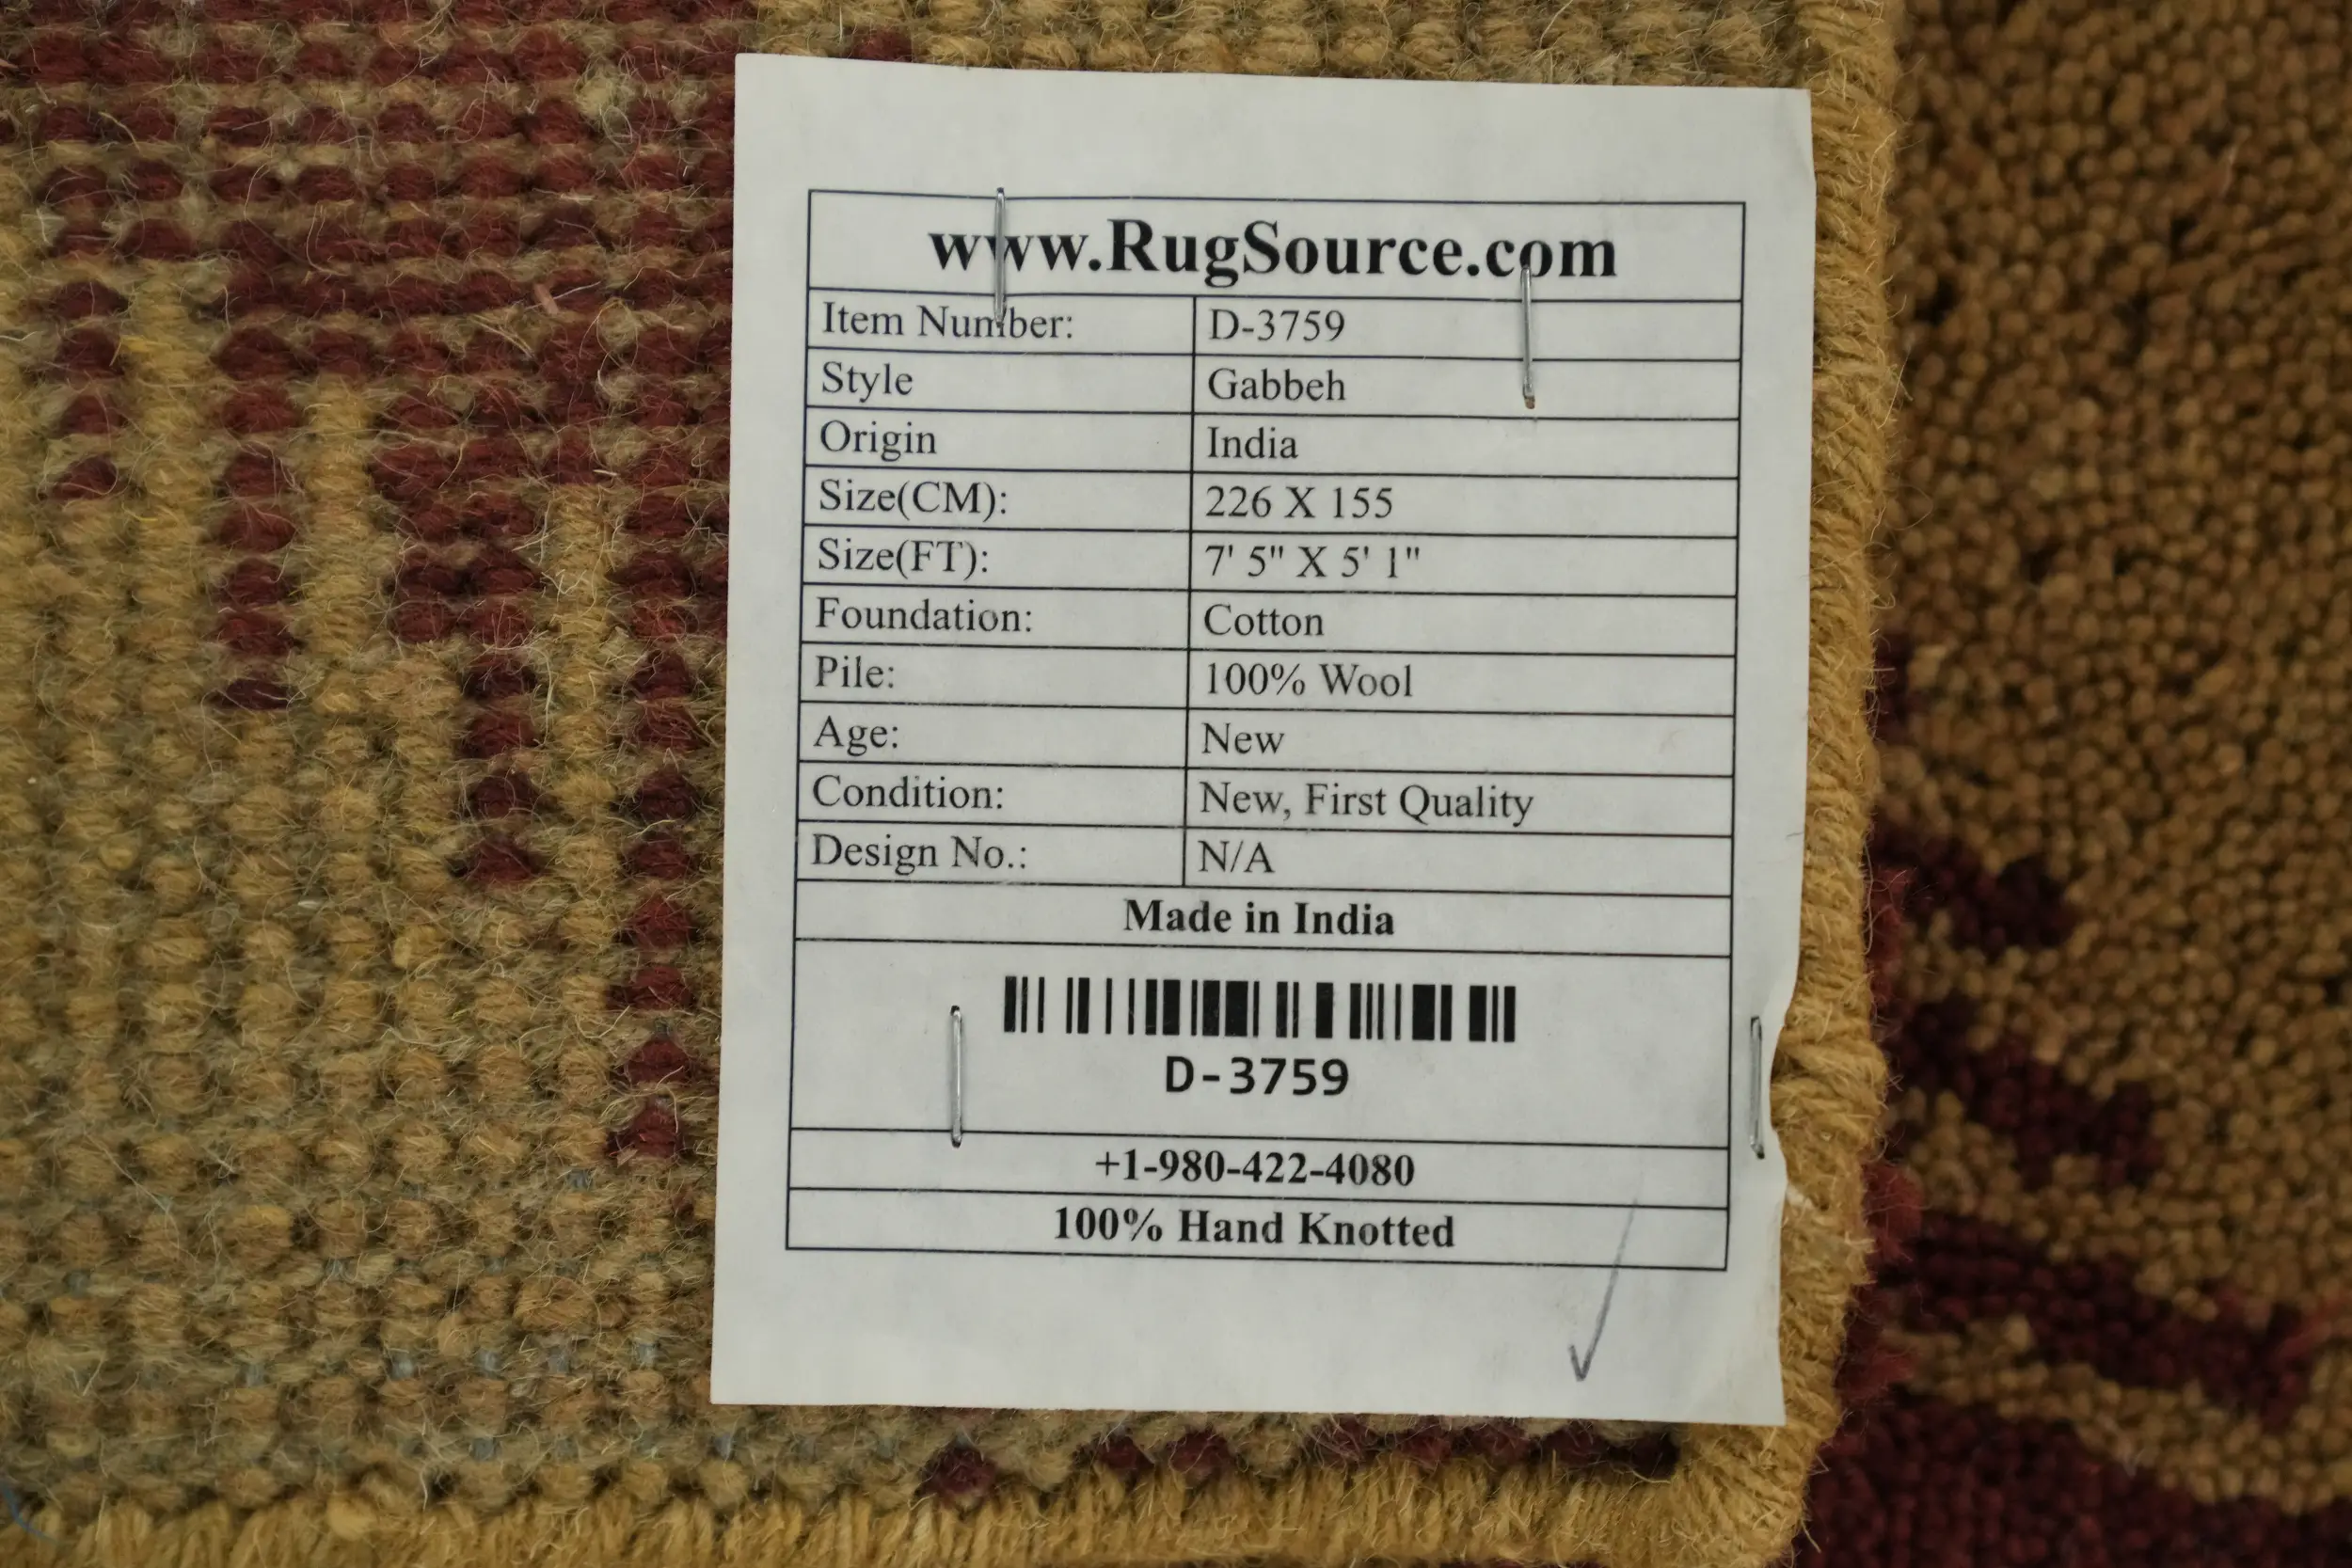 www.RugSource.com
Item Number: D-3759
Style Gabbeh
Origin India
Size(CM): 226 X 155
Size(FT): 7' 5" X 5' 1"
Foundation: Cotton
Pile: 100% Wool
Age: New
Condition: New, First Quality
Design No.: N/A
Made in India
D-3759
+1-980-422-4080
100% Hand Knotted